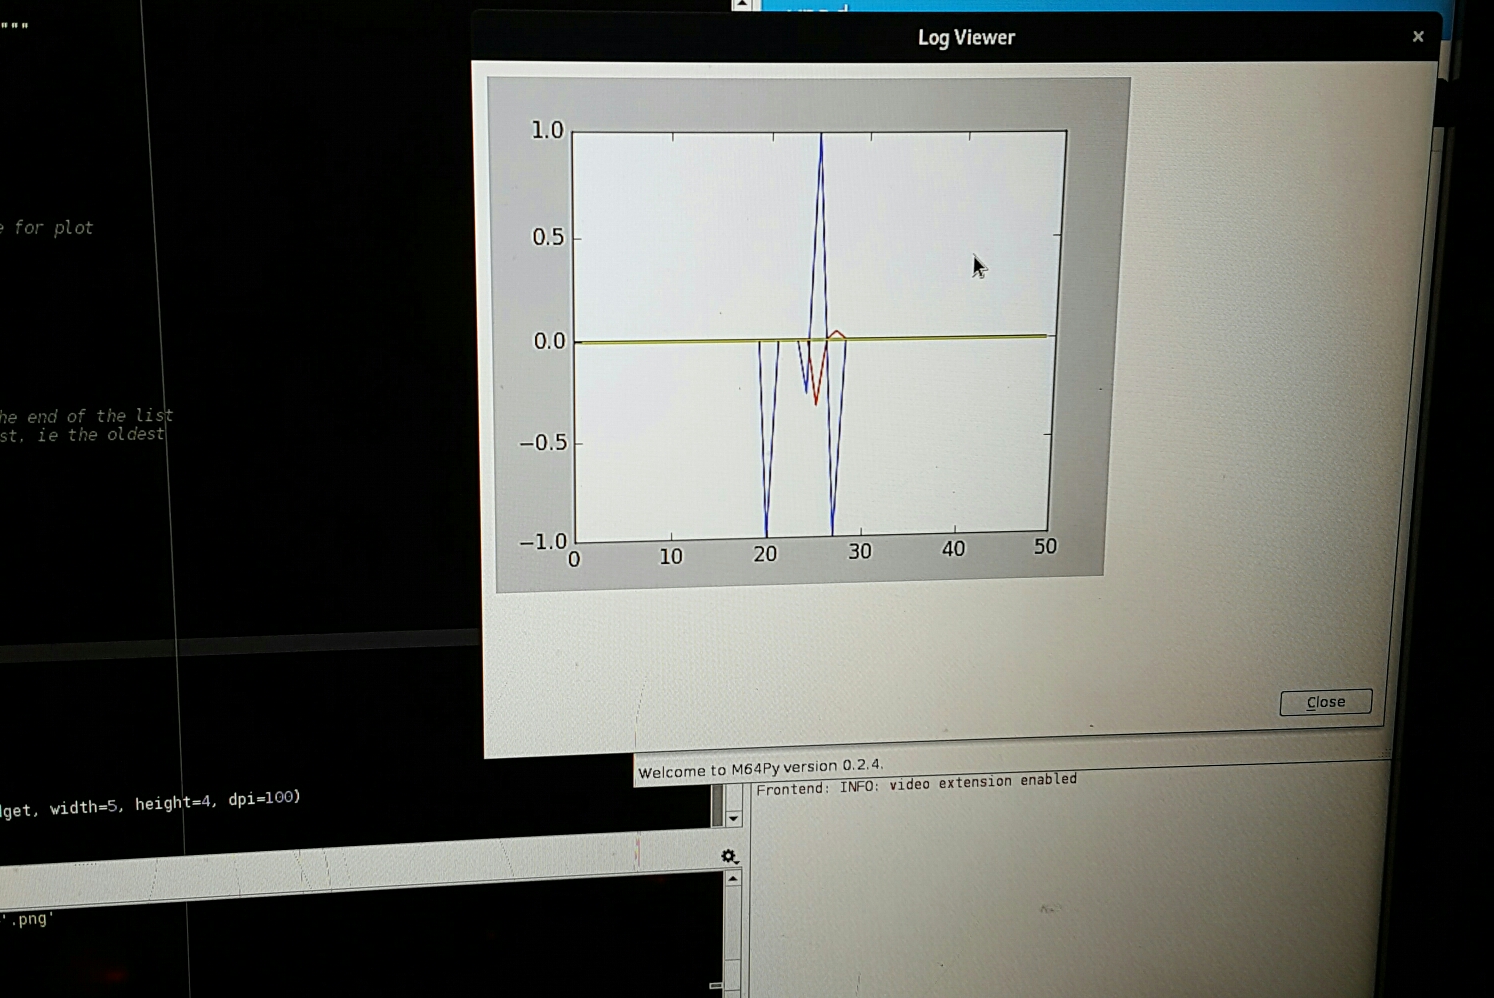 """
Log Viewer
1.0
0.5
0.0
−0.5
−1.0
0 10 20 30 40 50
for plot
he end of the list
st. ie the oldest
Close
Welcome to M64Py version 0.2.4.
Frontend: INFO: video extension enabled
get, width=5, height=4, dpi=100)
'.png'